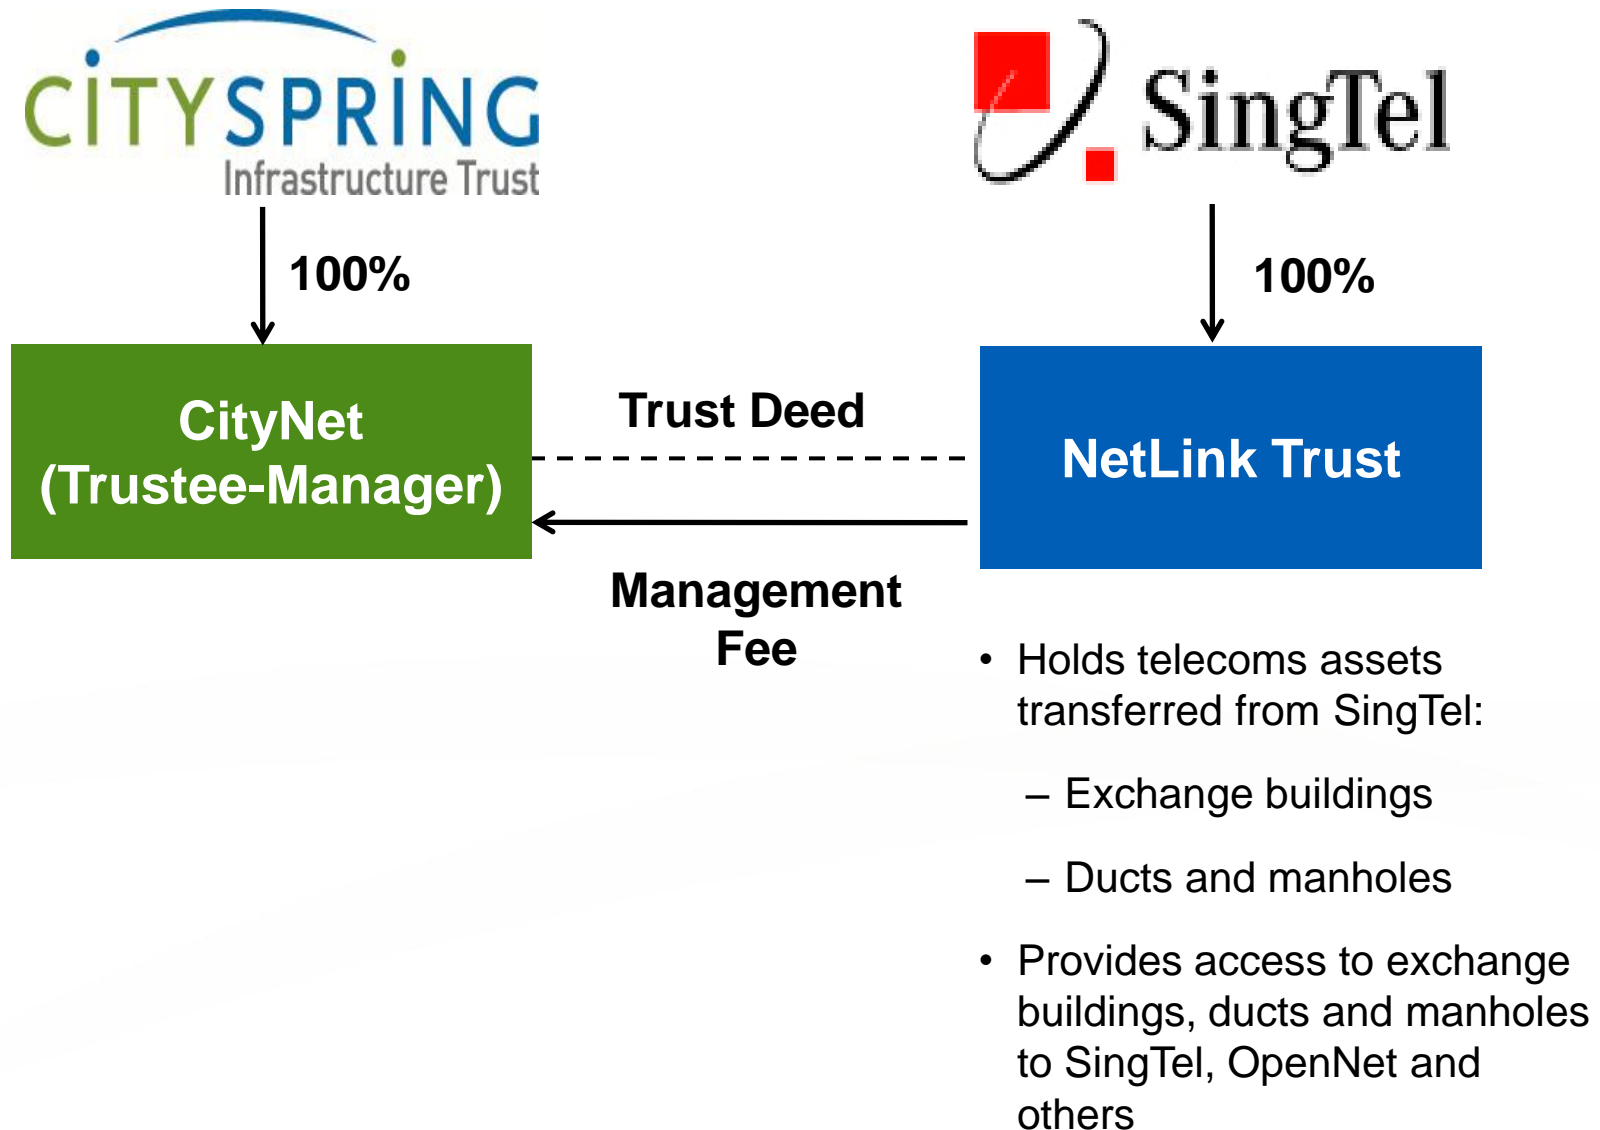 CITYSPRING
Infrastructure Trust
SingTel
100%
100%
CityNet
(Trustee-Manager)
Trust Deed
NetLink Trust
Management
Fee
• Holds telecoms assets
transferred from SingTel:
– Exchange buildings
– Ducts and manholes
• Provides access to exchange
buildings, ducts and manholes
to SingTel, OpenNet and
others